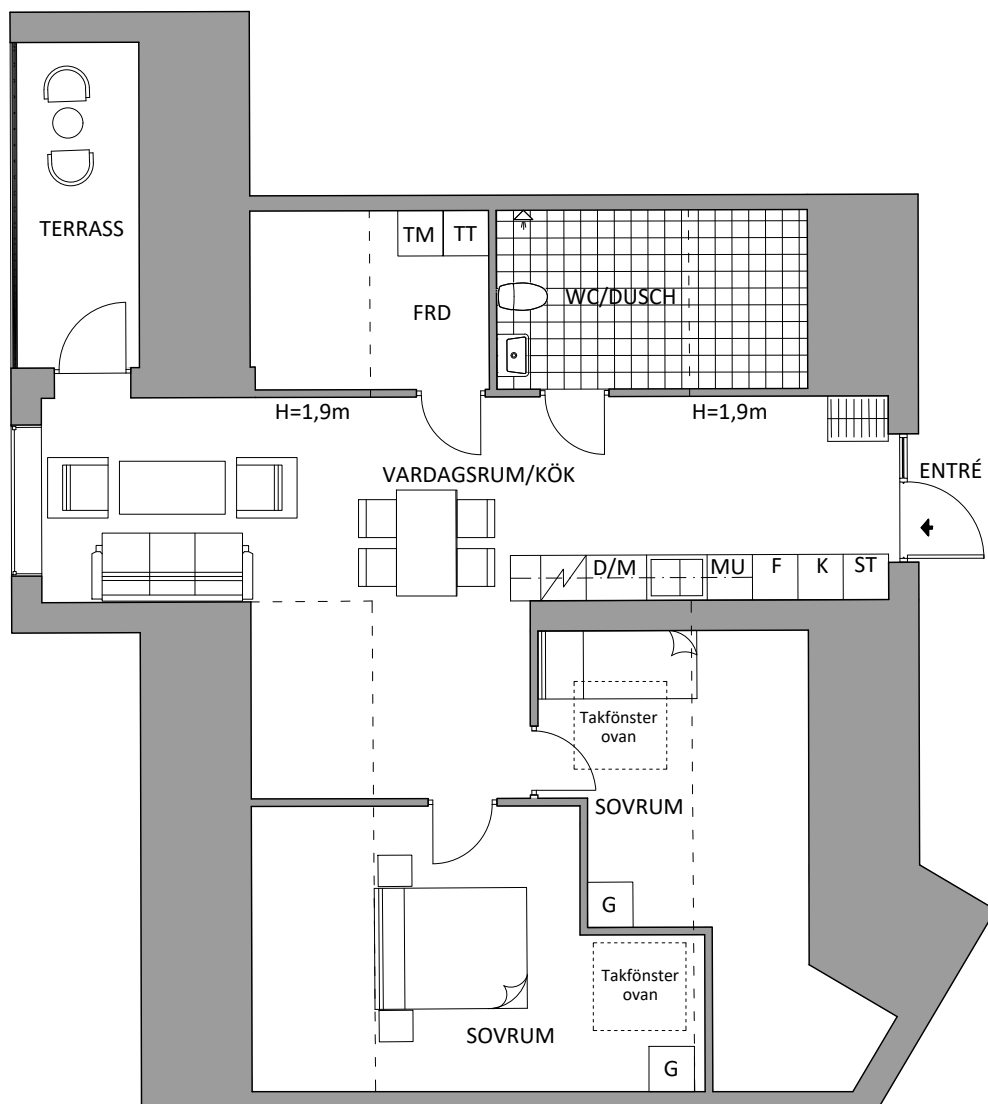 TERRASS
TM
TT
FRD
WC/DUSCH
H=1,9m
H=1,9m
VARDAGSRUM/KÖK
ENTRÉ
D/M
MU
F
K
ST
Takfönster
ovan
SOVRUM
G
Takfönster
ovan
SOVRUM
G